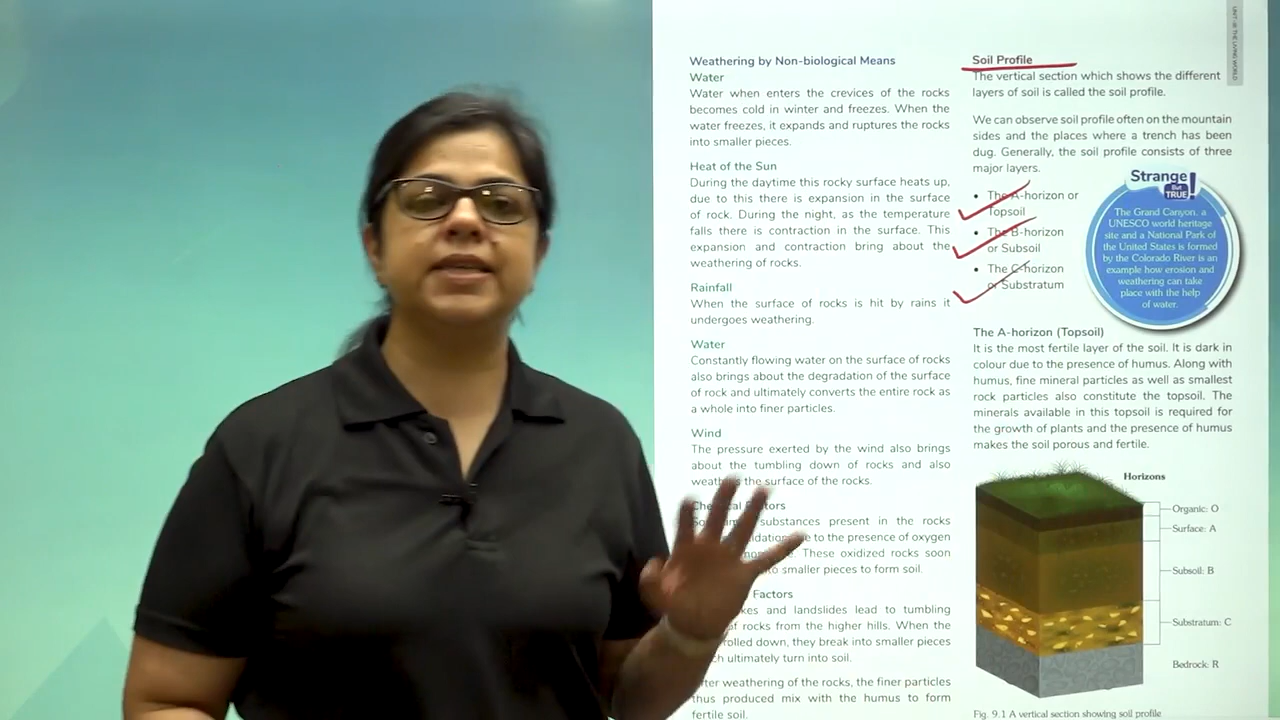 UNIT-III: THE LIVING WORLD
Weathering by Non-biological Means
Water
Water when enters the crevices of the rocks
becomes cold in winter and freezes. When the
water freezes, it expands and ruptures the rocks
into smaller pieces.
Heat of the Sun
During the daytime this rocky surface heats up,
due to this there is expansion in the surface
of rock. During the night, as the temperature
falls there is contraction in the surface. This
expansion and contraction bring about the
weathering of rocks.
Rainfall
When the surface of rocks is hit by rains it
undergoes weathering.
Water
Constantly flowing water on the surface of rocks
also brings about the degradation of the surface
of rock and ultimately converts the entire rock as
a whole into finer particles.
Wind
The pressure exerted by the wind also brings
about the tumbling down of rocks and also
weathers the surface of the rocks.
Chemical Factors
substances present in the rocks
to the presence of oxygen
These oxidized rocks soon
smaller pieces to form soil.
Factors
and landslides lead to tumbling
of rocks from the higher hills. When the
rolled down, they break into smaller pieces
ultimately turn into soil.
After weathering of the rocks, the finer particles
thus produced mix with the humus to form
fertile soil.
Soil Profile
The vertical section which shows the different
layers of soil is called the soil profile.
We can observe soil profile often on the mountain
sides and the places where a trench has been
dug. Generally, the soil profile consists of three
major layers.
• The A-horizon or
Topsoil
• The B-horizon
or Subsoil
• The C-horizon
or Substratum
Strange
But
TRUE!
The Grand Canyon, a
UNESCO world heritage
site and a National Park of
the United States is formed
by the Colorado River is an
example how erosion and
weathering can take
place with the help
of water.
The A-horizon (Topsoil)
It is the most fertile layer of the soil. It is dark in
colour due to the presence of humus. Along with
humus, fine mineral particles as well as smallest
rock particles also constitute the topsoil. The
minerals available in this topsoil is required for
the growth of plants and the presence of humus
makes the soil porous and fertile.
Horizons
Organic: O
Surface: A
Subsoil: B
Substratum: C
Bedrock: R
Fig. 9.1 A vertical section showing soil profile